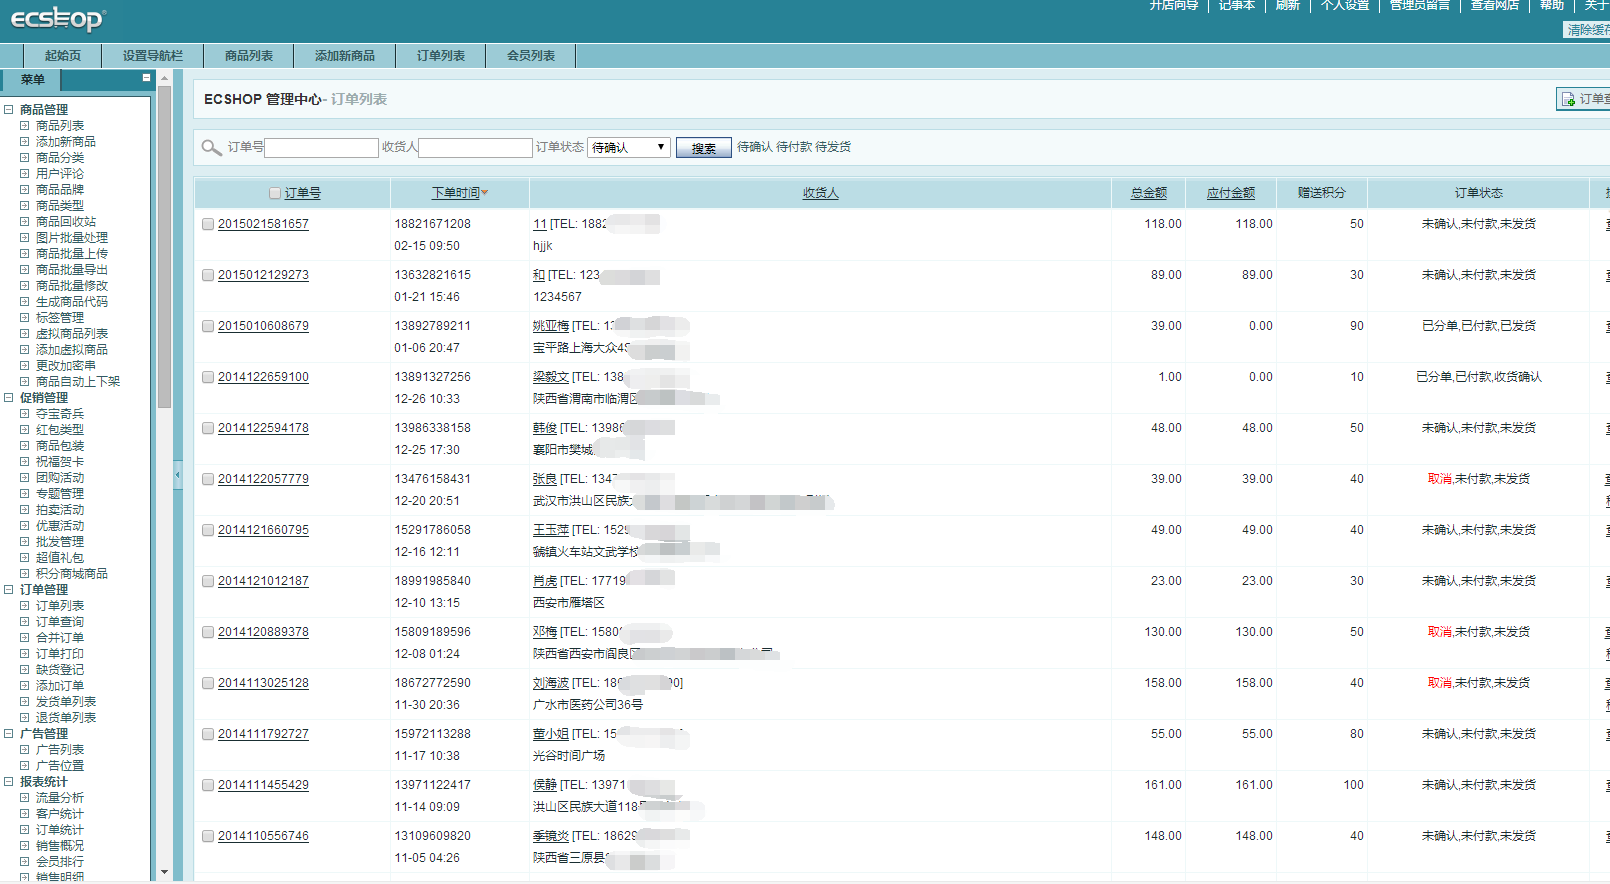 ecshop
开店向导 记事本 刷新 个人设置 管理员留言 查看网店 帮助 关于
清除缓存
起始页 设置导航栏 商品列表 添加新商品 订单列表 会员列表
菜单
商品管理
商品列表
添加新商品
商品分类
用户评论
商品品牌
商品类型
商品回收站
图片批量处理
商品批量上传
商品批量导出
商品批量修改
生成商品代码
标签管理
虚拟商品列表
添加虚拟商品
更改加密串
商品自动上下架
促销管理
夺宝奇兵
红包类型
商品包装
祝福贺卡
团购活动
专题管理
拍卖活动
优惠活动
批发管理
超值礼包
积分商城商品
订单管理
订单列表
订单查询
合并订单
订单打印
缺货登记
添加订单
发货单列表
退货单列表
广告管理
广告列表
广告位置
报表统计
流量分析
客户统计
订单统计
销售概况
会员排行
销售明细
ECSHOP 管理中心- 订单列表
订单查
订单号 收货人 订单状态 待确认 搜索 待确认 待付款 待发货
订单号 下单时间 收货人 总金额 应付金额 赠送积分 订单状态
2015021581657 18821671208 11 [TEL: 1882 118.00 118.00 50 未确认,未付款,未发货
02-15 09:50 hjjk
2015012129273 13632821615 和 [TEL: 123 89.00 89.00 30 未确认,未付款,未发货
01-21 15:46 1234567
2015010608679 13892789211 姚亚梅 [TEL: 13 39.00 0.00 90 已分单,已付款,已发货
01-06 20:47 宝平路上海大众4S
2014122659100 13891327256 梁毅文 [TEL: 138 1.00 0.00 10 已分单,已付款,收货确认
12-26 10:33 陕西省渭南市临渭区
2014122594178 13986338158 韩俊 [TEL: 13986 48.00 48.00 50 未确认,未付款,未发货
12-25 17:30 襄阳市樊城
2014122057779 13476158431 张良 [TEL: 1347 39.00 39.00 40 取消,未付款,未发货
12-20 20:51 武汉市洪山区民族
2014121660795 15291786058 王玉萍 [TEL: 1529 49.00 49.00 40 未确认,未付款,未发货
12-16 12:11 虢镇火车站文武学校
2014121012187 18991985840 肖虎 [TEL: 17719 23.00 23.00 30 未确认,未付款,未发货
12-10 13:15 西安市雁塔区
2014120889378 15809189596 邓梅 [TEL: 1580 130.00 130.00 50 取消,未付款,未发货
12-08 01:24 陕西省西安市阎良区
2014113025128 18672772590 刘海波 [TEL: 18 90] 158.00 158.00 40 取消,未付款,未发货
11-30 20:36 广水市医药公司36号
2014111792727 15972113288 董小姐 [TEL: 15 55.00 55.00 80 未确认,未付款,未发货
11-17 10:38 光谷时间广场
2014111455429 13971122417 侯静 [TEL: 13971 161.00 161.00 100 未确认,未付款,未发货
11-14 09:09 洪山区民族大道118号
2014110556746 13109609820 季镜炎 [TEL: 18629 148.00 148.00 40 未确认,未付款,未发货
11-05 04:26 陕西省三原县